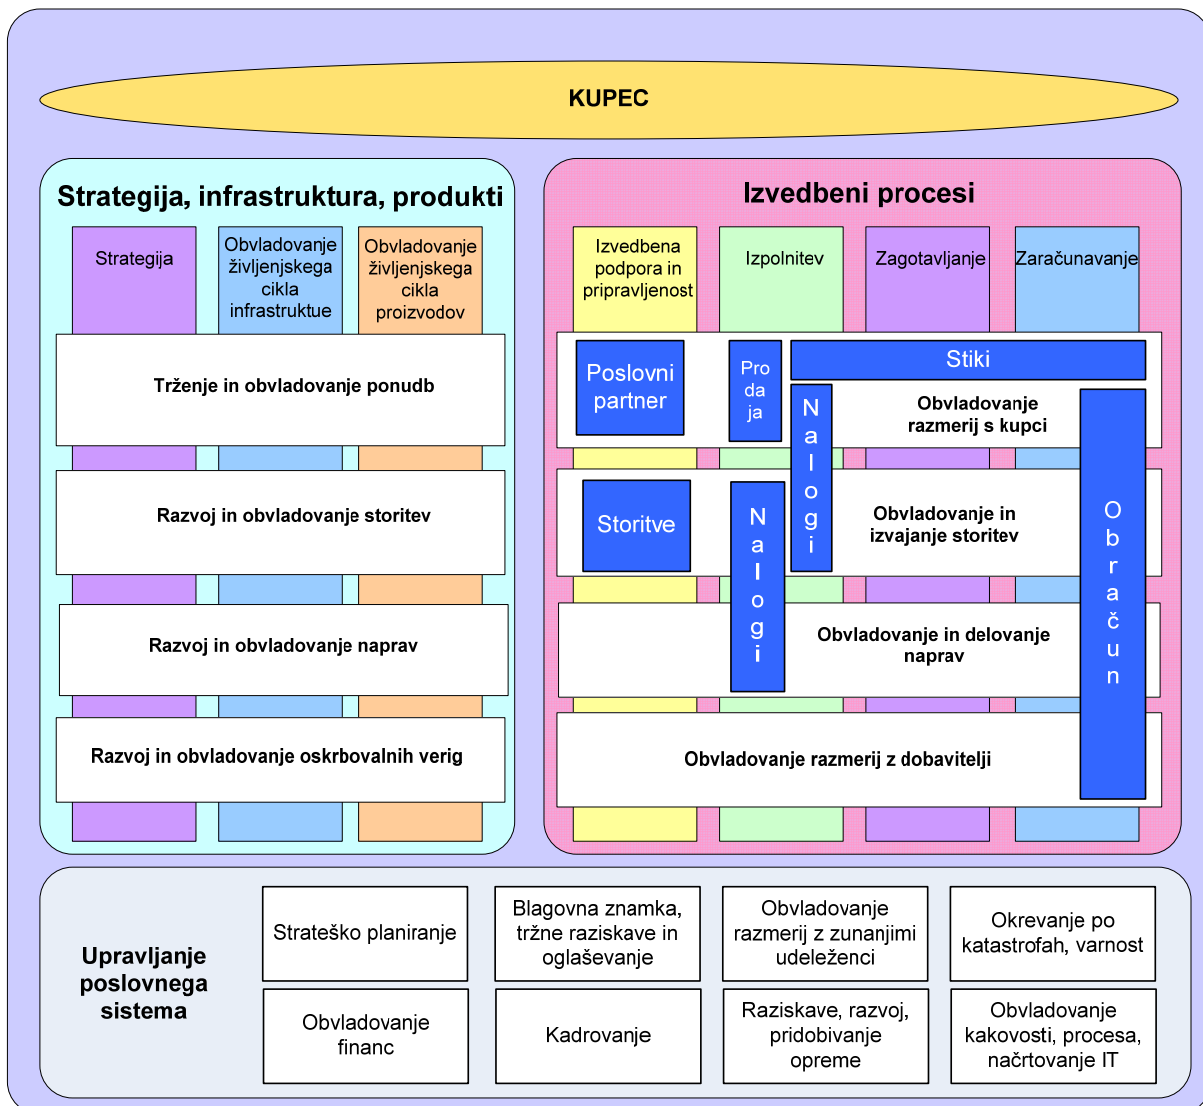 KUPEC
Strategija, infrastruktura, produkti
Strategija
Obvladovanje
življenjskega
cikla
infrastruktue
Obvladovanje
življenjskega
cikla
proizvodov
Trženje in obvladovanje ponudb
Razvoj in obvladovanje storitev
Razvoj in obvladovanje naprav
Razvoj in obvladovanje oskrbovalnih verig
Izvedbeni procesi
Izvedbena
podpora in
pripravljenost
Izpolnitev
Zagotavljanje
Zaračunavanje
Poslovni
partner
Pro
da
ja
Stiki
N
a
l
o
g
i
Obvladovanje
razmerij s kupci
Storitve
N
a
l
o
g
i
Obvladovanje in
izvajanje storitev
O
b
r
a
č
u
n
Obvladovanje in delovanje
naprav
Obvladovanje razmerij z dobavitelji
Upravljanje
poslovnega
sistema
Strateško planiranje
Blagovna znamka,
tržne raziskave in
oglaševanje
Obvladovanje
razmerij z zunanjimi
udeleženci
Okrevanje po
katastrofah, varnost
Obvladovanje
financ
Kadrovanje
Raziskave, razvoj,
pridobivanje
opreme
Obvladovanje
kakovosti, procesa,
načrtovanje IT